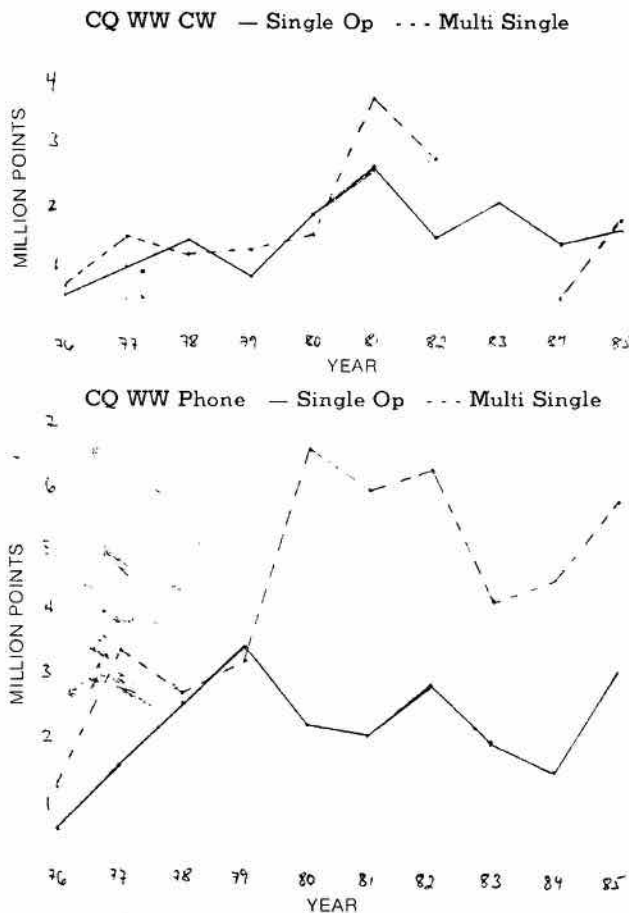 CQ WW CW — Single Op - - - Multi Single
4
3
2
1
MILLION POINTS
76 77 78 79 80 81 82 83 84 85
YEAR
CQ WW Phone — Single Op - - - Multi Single
6
5
4
3
2
1
MILLION POINTS
76 77 78 79 80 81 82 83 84 85
YEAR